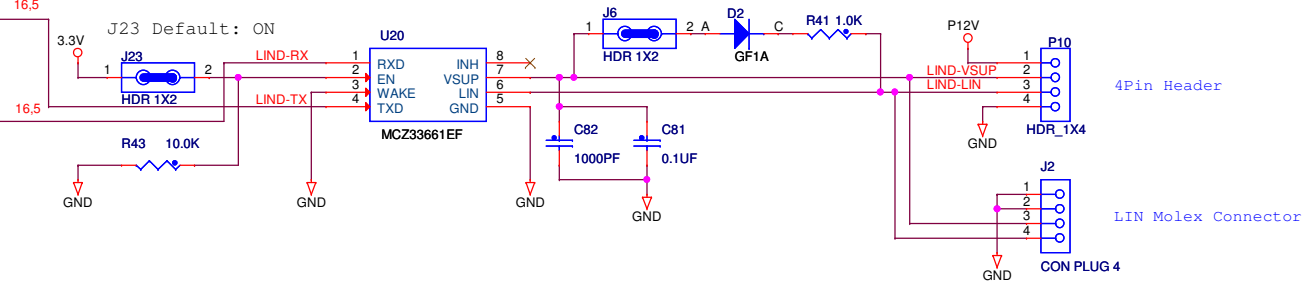 16,5
J23 Default: ON
3.3V
J23
1
2
HDR 1X2
LIND-RX
LIND-TX
16,5
R43 10.0K
GND
GND
U20
1 RXD
2 EN
3 WAKE
4 TXD
INH 8
VSUP 7
LIN 6
GND 5
MCZ33661EF
GND
C82
1000PF
C81
0.1UF
GND
J6
1
2
HDR 1X2
A
D2
C
GF1A
R41 1.0K
P12V
LIND-VSUP
LIND-LIN
P10
1
2
3
4
HDR_1X4
GND
4Pin Header
J2
1
2
3
4
CON PLUG 4
GND
LIN Molex Connector